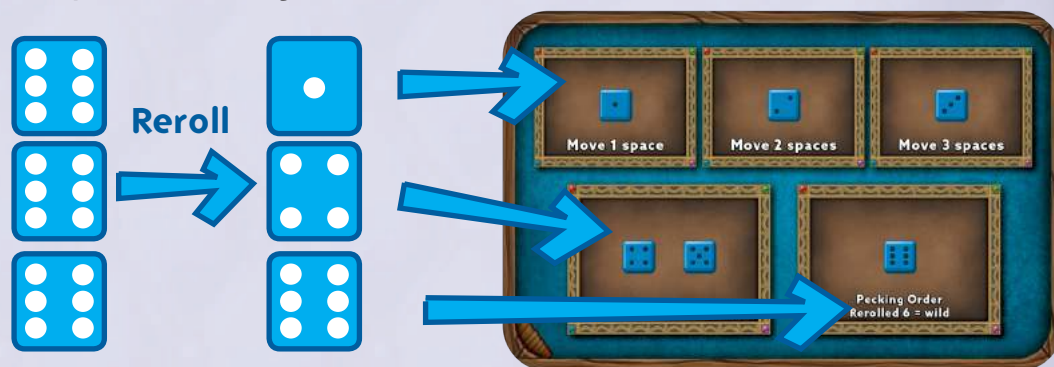 Reroll
Move 1 space
Move 2 spaces
Move 3 spaces
Pecking Order
Rerolled 6 = wild